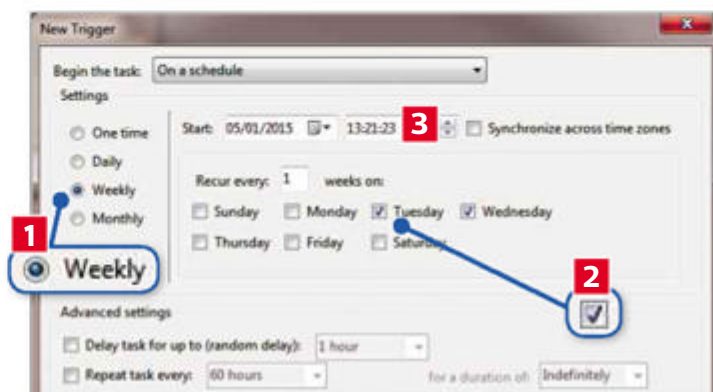 New Trigger
Begin the task: On a schedule
Settings
One time
Start: 05/01/2015 13:21:23 3 Synchronize across time zones
Daily
Recur every: 1 weeks on:
Weekly
Sunday Monday Tuesday Wednesday
Monthly
1
Thursday Friday Saturday
Weekly
2
Advanced settings
Delay task for up to (random delay): 1 hour
Repeat task every: 60 hours for a duration of: Indefinitely